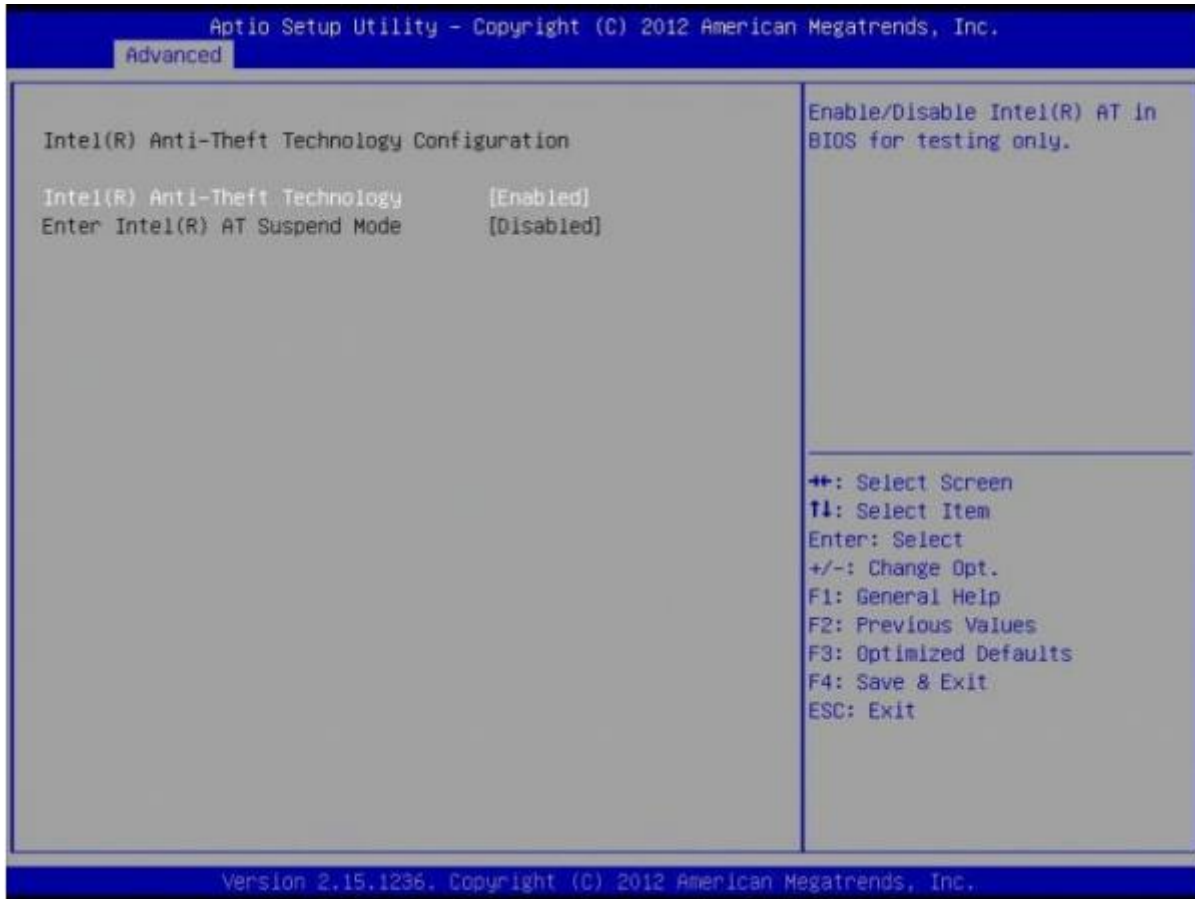 Aptio Setup Utility – Copyright (C) 2012 American Megatrends, Inc.
Advanced
Intel(R) Anti-Theft Technology Configuration
Intel(R) Anti-Theft Technology [Enabled]
Enter Intel(R) AT Suspend Mode [Disabled]
Enable/Disable Intel(R) AT in
BIOS for testing only.
→←: Select Screen
↑↓: Select Item
Enter: Select
+/-: Change Opt.
F1: General Help
F2: Previous Values
F3: Optimized Defaults
F4: Save & Exit
ESC: Exit
Version 2.15.1236. Copyright (C) 2012 American Megatrends, Inc.